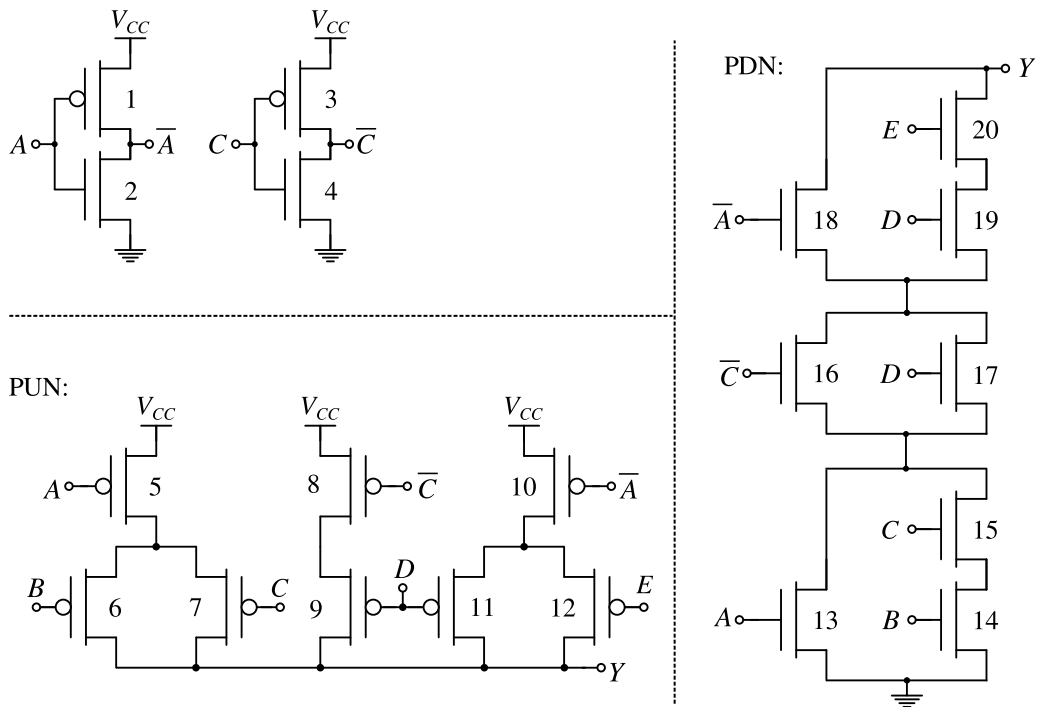 V_CC V_CC
PDN: Y
1 3 E 20
A A̅ C C̅
2 4 A̅ 18 D 19
C̅ 16 D 17
PUN:
V_CC V_CC V_CC
A 5 8 C̅ 10 A̅
C 15
B 6 7 C 9 D 11 12 E
A 13 B 14
Y